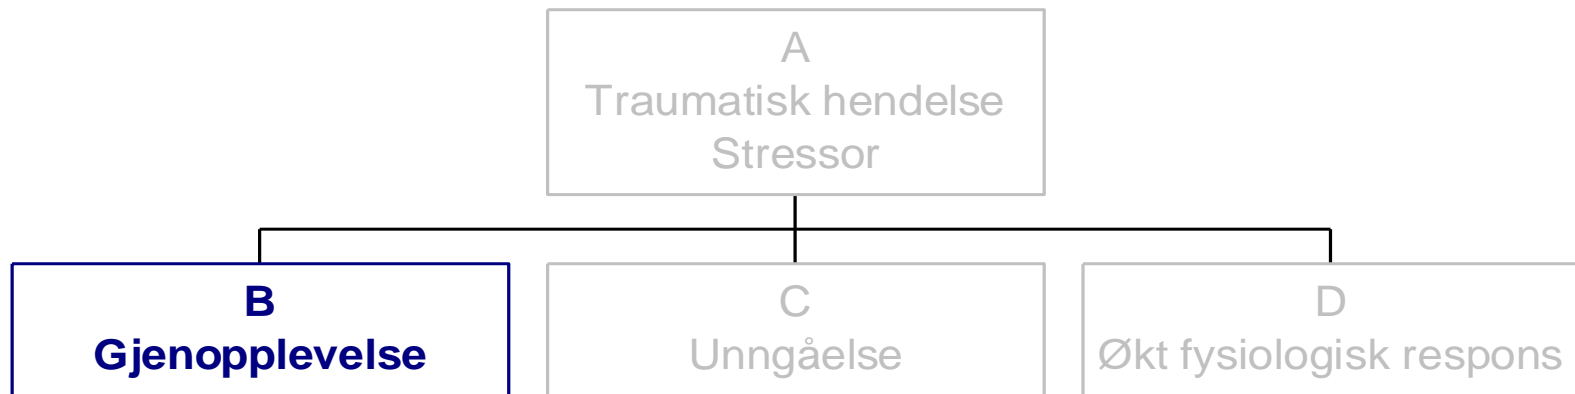 A
Traumatisk hendelse
Stressor
B
Gjenopplevelse
C
Unngåelse
D
Økt fysiologisk respons